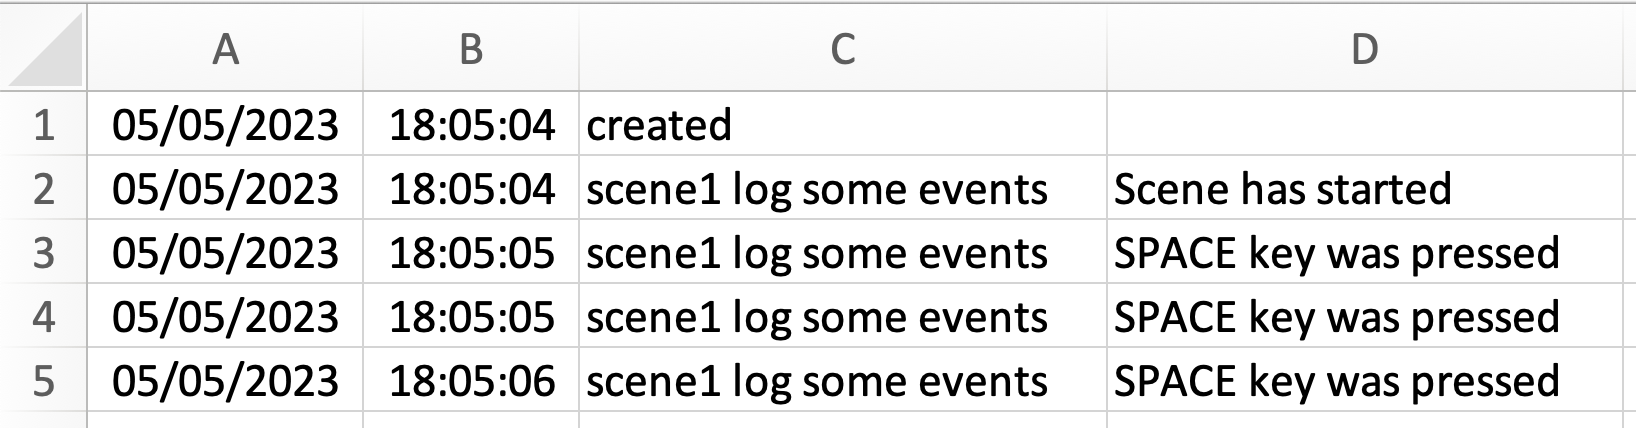 A B C D
1 05/05/2023 18:05:04 created
2 05/05/2023 18:05:04 scene1 log some events Scene has started
3 05/05/2023 18:05:05 scene1 log some events SPACE key was pressed
4 05/05/2023 18:05:05 scene1 log some events SPACE key was pressed
5 05/05/2023 18:05:06 scene1 log some events SPACE key was pressed